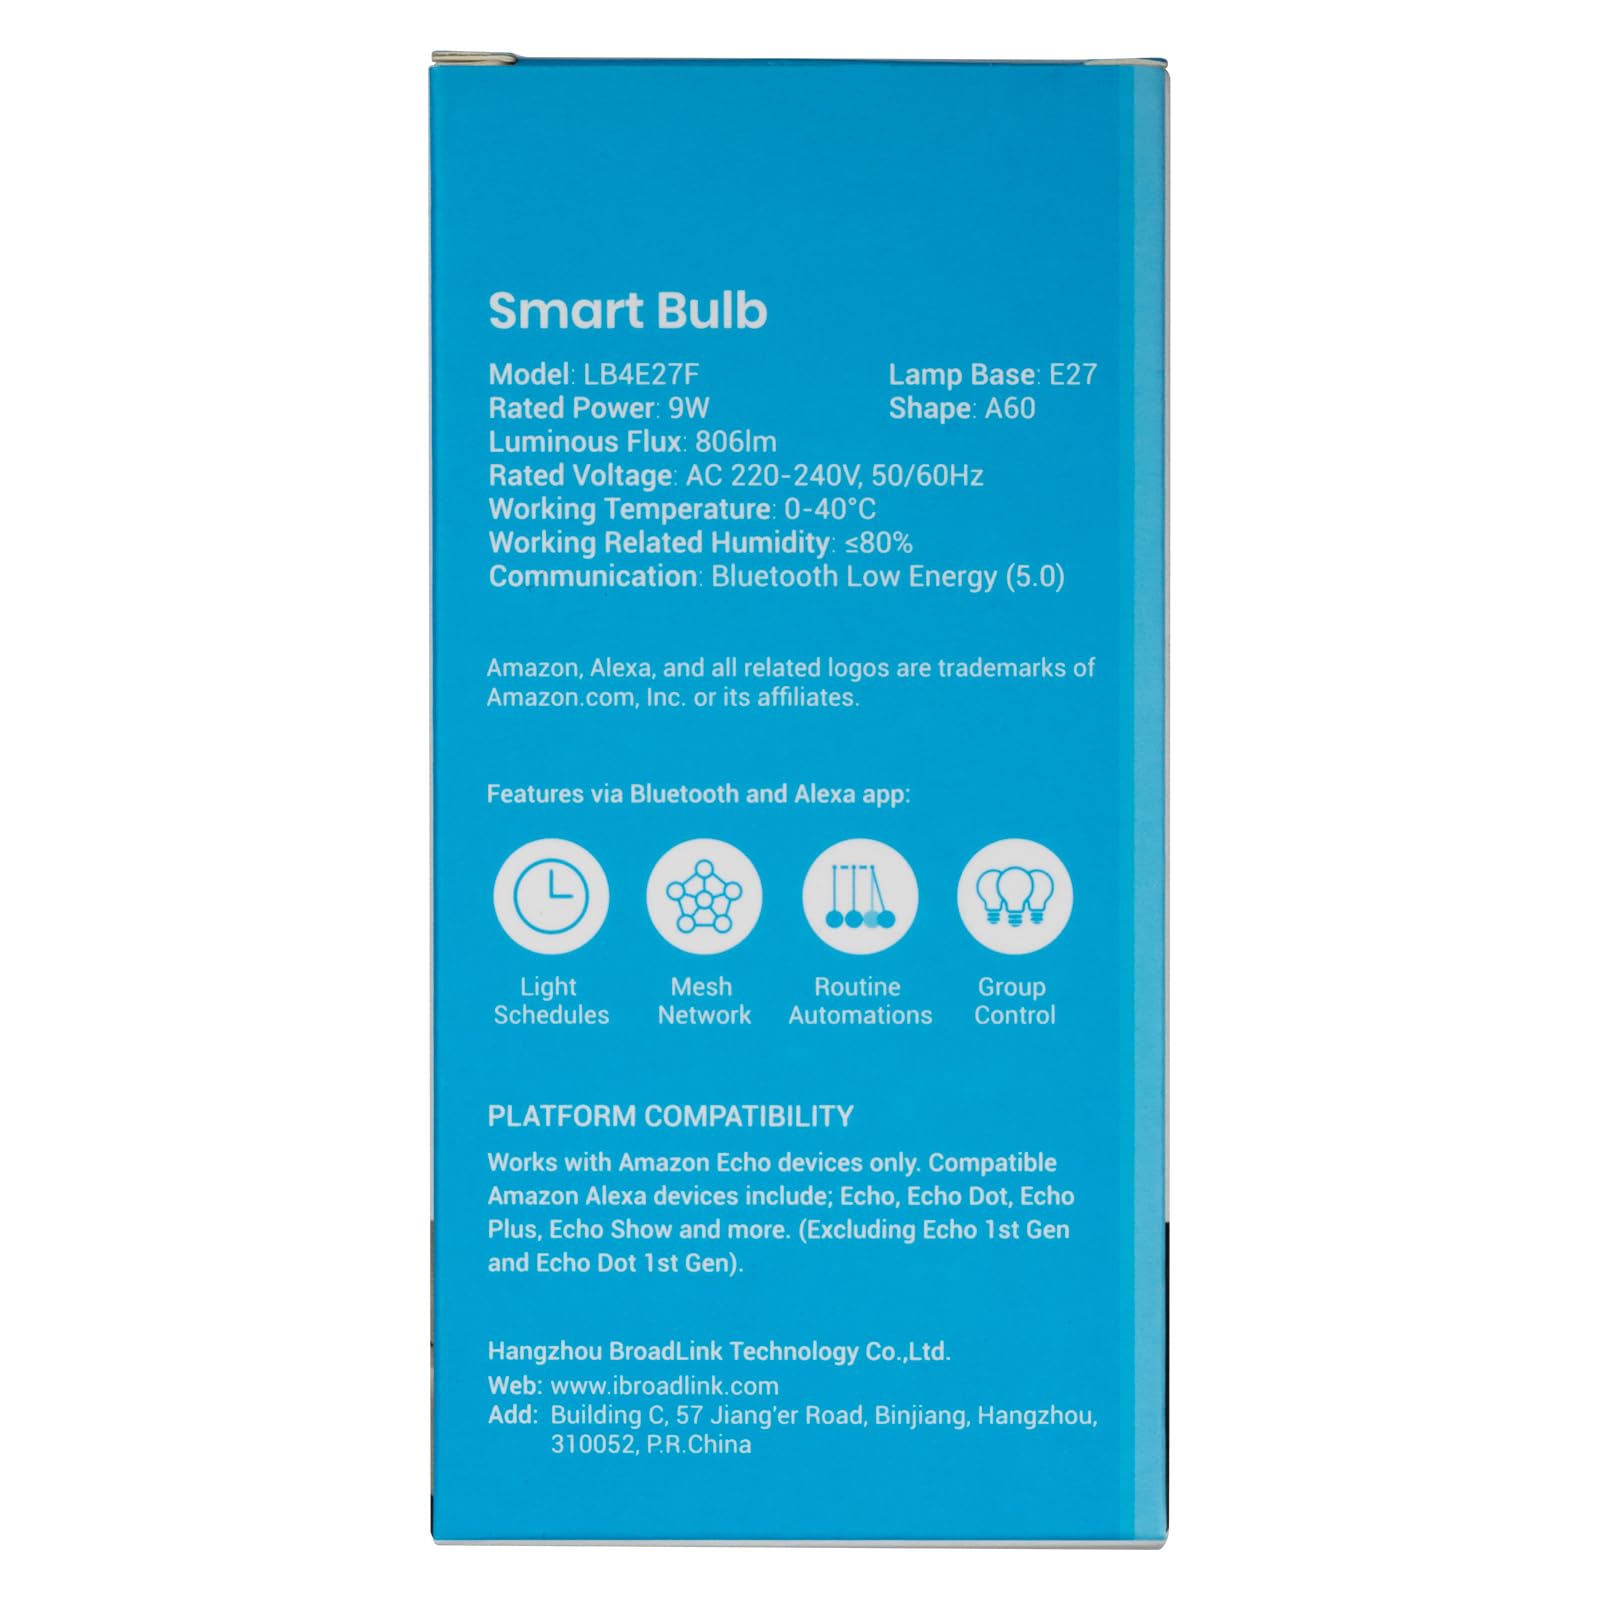 Smart Bulb
Model: LB4E27F
Lamp Base: E27
Rated Power: 9W
Shape: A60
Luminous Flux: 806lm
Rated Voltage: AC 220-240V, 50/60Hz
Working Temperature: 0-40°C
Working Related Humidity: ≤80%
Communication: Bluetooth Low Energy (5.0)
Amazon, Alexa, and all related logos are trademarks of
Amazon.com, Inc. or its affiliates.
Features via Bluetooth and Alexa app:
Light
Schedules
Mesh
Network
Routine
Automations
Group
Control
PLATFORM COMPATIBILITY
Works with Amazon Echo devices only. Compatible
Amazon Alexa devices include; Echo, Echo Dot, Echo
Plus, Echo Show and more. (Excluding Echo 1st Gen
and Echo Dot 1st Gen).
Hangzhou BroadLink Technology Co.,Ltd.
Web: www.ibroadlink.com
Add: Building C, 57 Jiang'er Road, Binjiang, Hangzhou,
310052, P.R.China